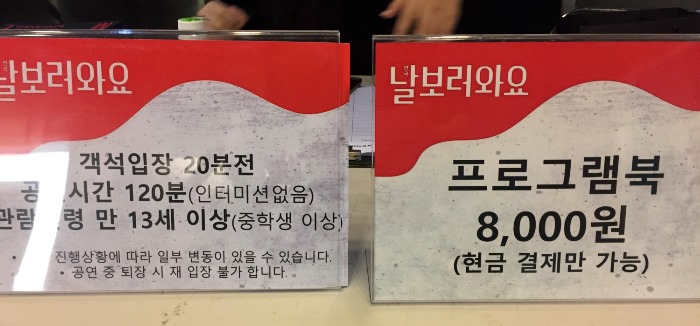 날보러와요
객석입장 20분전
시간 120분(인터미션없음)
관람 령 만 13세 이상(중학생 이상)
진행상황에 따라 일부 변동이 있을 수 있습니다.
• 공연 중 퇴장 시 재 입장 불가 합니다.
날보러와요
프로그램북
8,000원
(현금 결제만 가능)